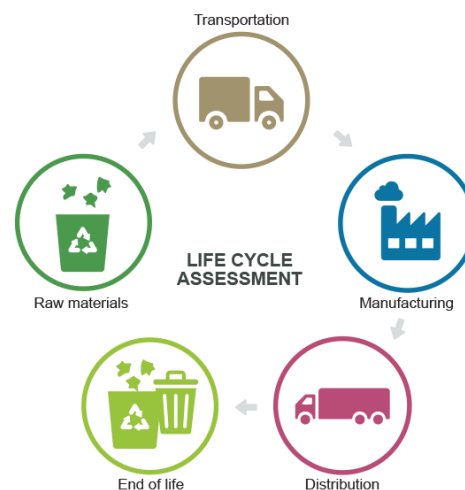 Transportation
Raw materials
LIFE CYCLE
ASSESSMENT
Manufacturing
End of life
Distribution